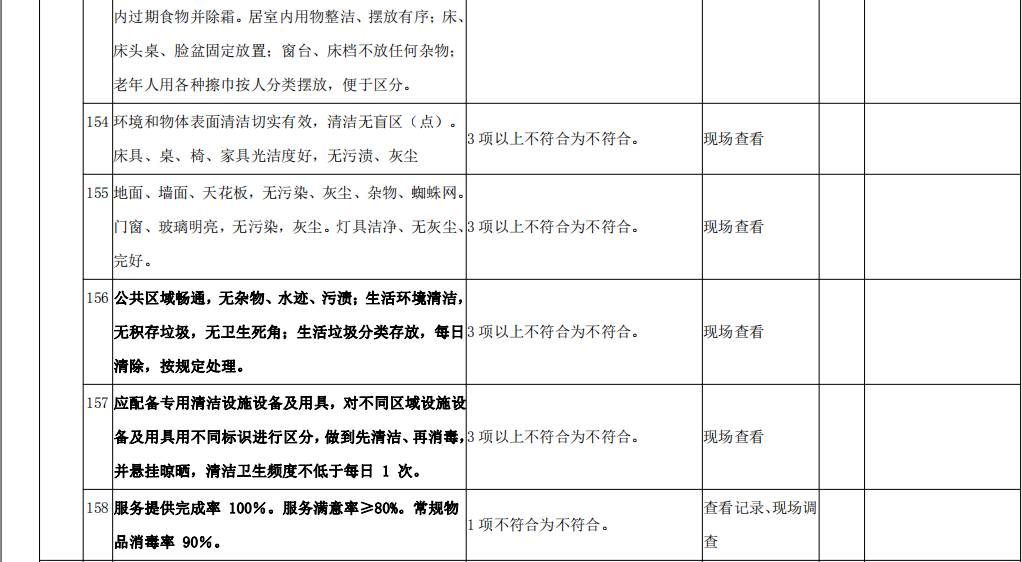 内过期食物并除霜。居室内用物整洁、摆放有序；床、
床头桌、脸盆固定放置；窗台、床档不放任何杂物；
老年人用各种擦巾按人分类摆放，便于区分。
154
环境和物体表面清洁切实有效，清洁无盲区（点）。
床具、桌、椅、家具光洁度好，无污渍、灰尘
3 项以上不符合为不符合。
现场查看
155
地面、墙面、天花板，无污染、灰尘、杂物、蜘蛛网。
门窗、玻璃明亮，无污染，灰尘。灯具洁净、无灰尘、
完好。
3 项以上不符合为不符合。
现场查看
156
公共区域畅通，无杂物、水迹、污渍；生活环境清洁，
无积存垃圾，无卫生死角；生活垃圾分类存放，每日
清除，按规定处理。
3 项以上不符合为不符合。
现场查看
157
应配备专用清洁设施设备及用具，对不同区域设施设
备及用具用不同标识进行区分，做到先清洁、再消毒，
并悬挂晾晒，清洁卫生频度不低于每日 1 次。
3 项以上不符合为不符合。
现场查看
158
服务提供完成率 100%。服务满意率≥80%。常规物
品消毒率 90%。
1 项不符合为不符合。
查看记录、现场调
查